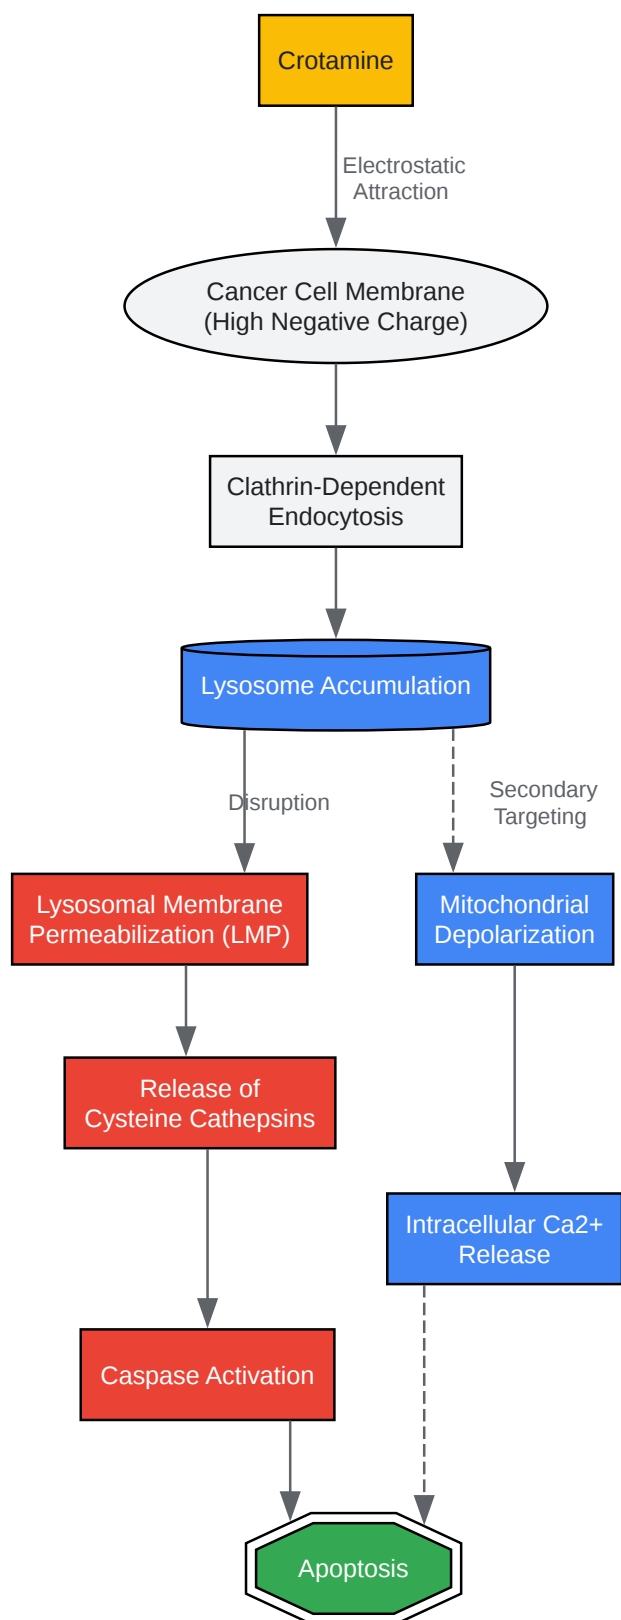 Crotamine
Electrostatic
Attraction
Cancer Cell Membrane
(High Negative Charge)
Clathrin-Dependent
Endocytosis
Lysosome Accumulation
Disruption
Secondary
Targeting
Lysosomal Membrane
Permeabilization (LMP)
Mitochondrial
Depolarization
Release of
Cysteine Cathepsins
Intracellular Ca2+
Release
Caspase Activation
Apoptosis